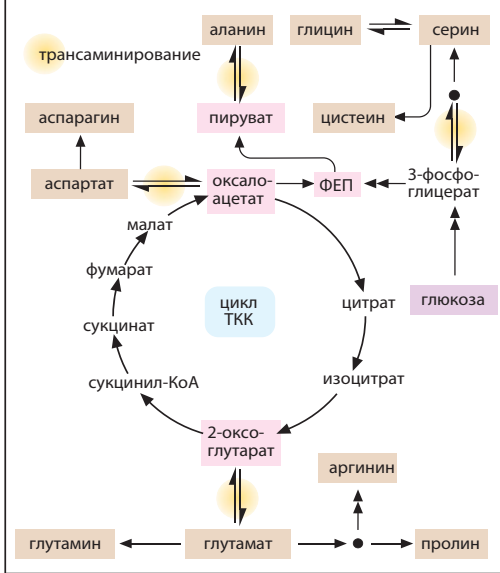 аланин
глицин
серин
трансаминирование
аспарагин
пируват
цистеин
аспартат
оксало-
ацетат
ФЕП
3-фосфо-
глицерат
малат
фумарат
цикл
ТКК
цитрат
глюкоза
сукцинат
сукцинил-КоА
изоцитрат
2-оксо-
глутарат
аргинин
глутамин
глутамат
пролин